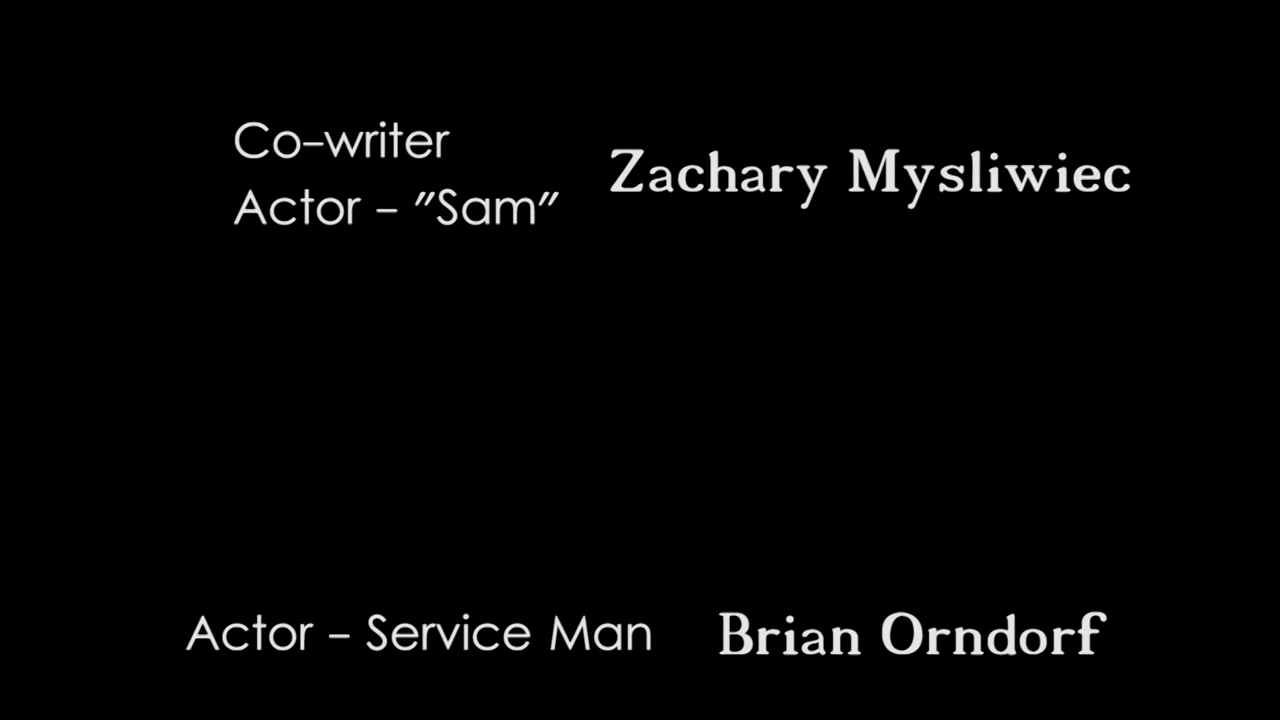 Co-writer
Actor - "Sam"
Zachary Mysliwiec
Actor - Service Man
Brian Orndorf